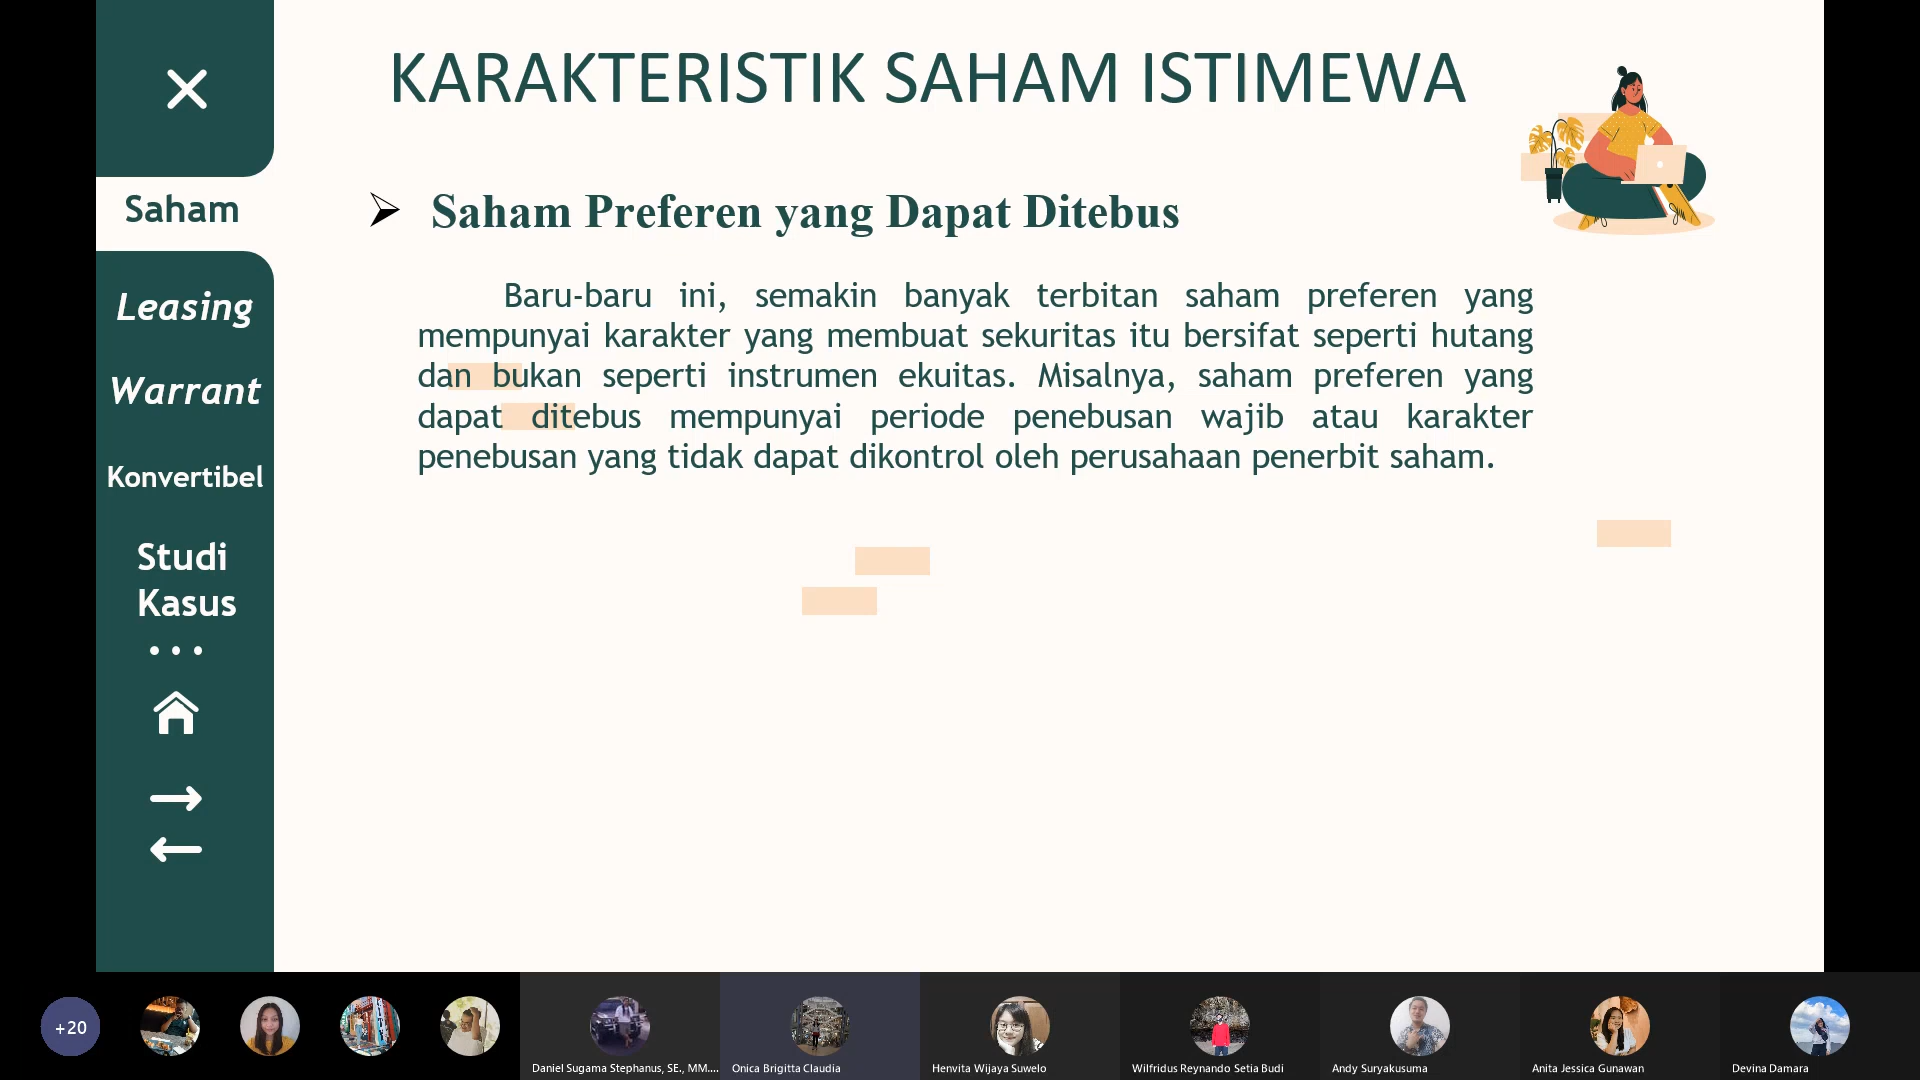 KARAKTERISTIK SAHAM ISTIMEWA
Saham
Leasing
Warrant
Konvertibel
Studi
Kasus
Saham Preferen yang Dapat Ditebus
Baru-baru ini, semakin banyak terbitan saham preferen yang
mempunyai karakter yang membuat sekuritas itu bersifat seperti hutang
dan bukan seperti instrumen ekuitas. Misalnya, saham preferen yang
dapat ditebus mempunyai periode penebusan wajib atau karakter
penebusan yang tidak dapat dikontrol oleh perusahaan penerbit saham.
+20
Daniel Sugama Stephanus, SE., MM....
Onica Brigitta Claudia
Henvita Wijaya Suwelo
Wilfridus Reynando Setia Budi
Andy Suryakusuma
Anita Jessica Gunawan
Devina Damara